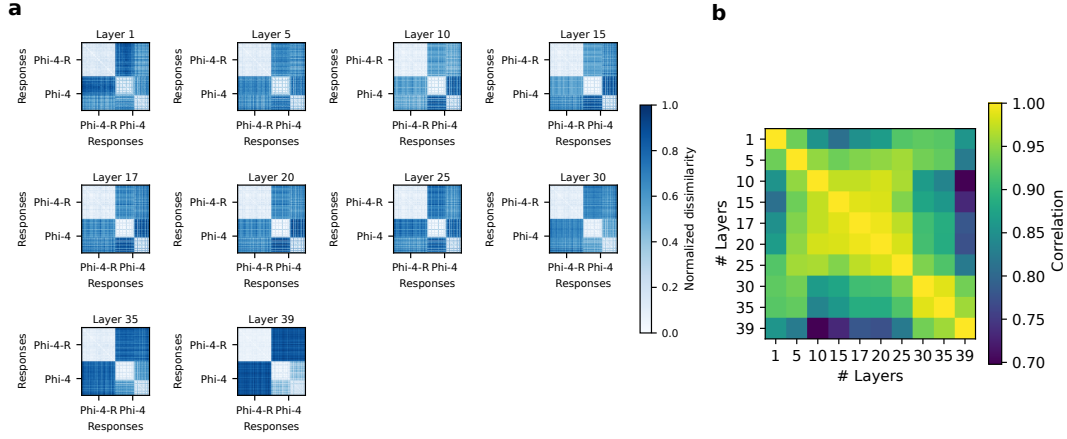 a
Layer 1
Responses
Phi-4-R
Phi-4
Phi-4-R Phi-4
Responses
Layer 5
Responses
Phi-4-R
Phi-4
Phi-4-R Phi-4
Responses
Layer 10
Responses
Phi-4-R
Phi-4
Phi-4-R Phi-4
Responses
Layer 15
Responses
Phi-4-R
Phi-4
Phi-4-R Phi-4
Responses
Layer 17
Responses
Phi-4-R
Phi-4
Phi-4-R Phi-4
Responses
Layer 20
Responses
Phi-4-R
Phi-4
Phi-4-R Phi-4
Responses
Layer 25
Responses
Phi-4-R
Phi-4
Phi-4-R Phi-4
Responses
Layer 30
Responses
Phi-4-R
Phi-4
Phi-4-R Phi-4
Responses
Layer 35
Responses
Phi-4-R
Phi-4
Phi-4-R Phi-4
Responses
Layer 39
Responses
Phi-4-R
Phi-4
Phi-4-R Phi-4
Responses
1.0
0.8
0.6
0.4
0.2
0.0
Normalized dissimilarity
b
# Layers
1
5
10
15
17
20
25
30
35
39
1 5 10 15 17 20 25 30 35 39
# Layers
1.00
0.95
0.90
0.85
0.80
0.75
0.70
Correlation